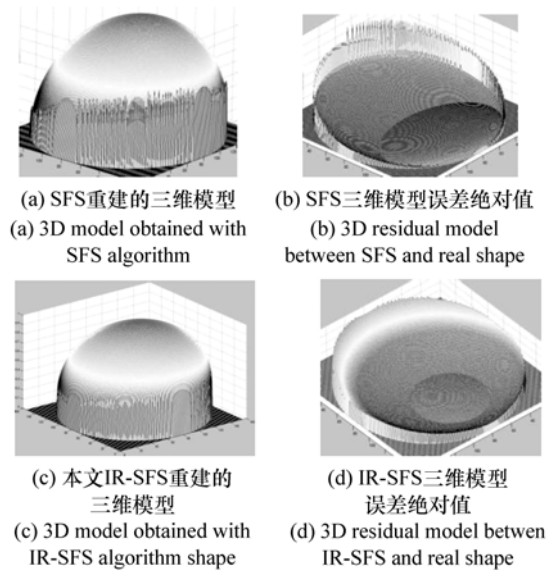 (a) SFS重建的三维模型
(a) 3D model obtained with
SFS algorithm
(b) SFS三维模型误差绝对值
(b) 3D residual model
between SFS and real shape
(c) 本文IR-SFS重建的
三维模型
(c) 3D model obtained with
IR-SFS algorithm shape
(d) IR-SFS三维模型
误差绝对值
(d) 3D residual model betwen
IR-SFS and real shape